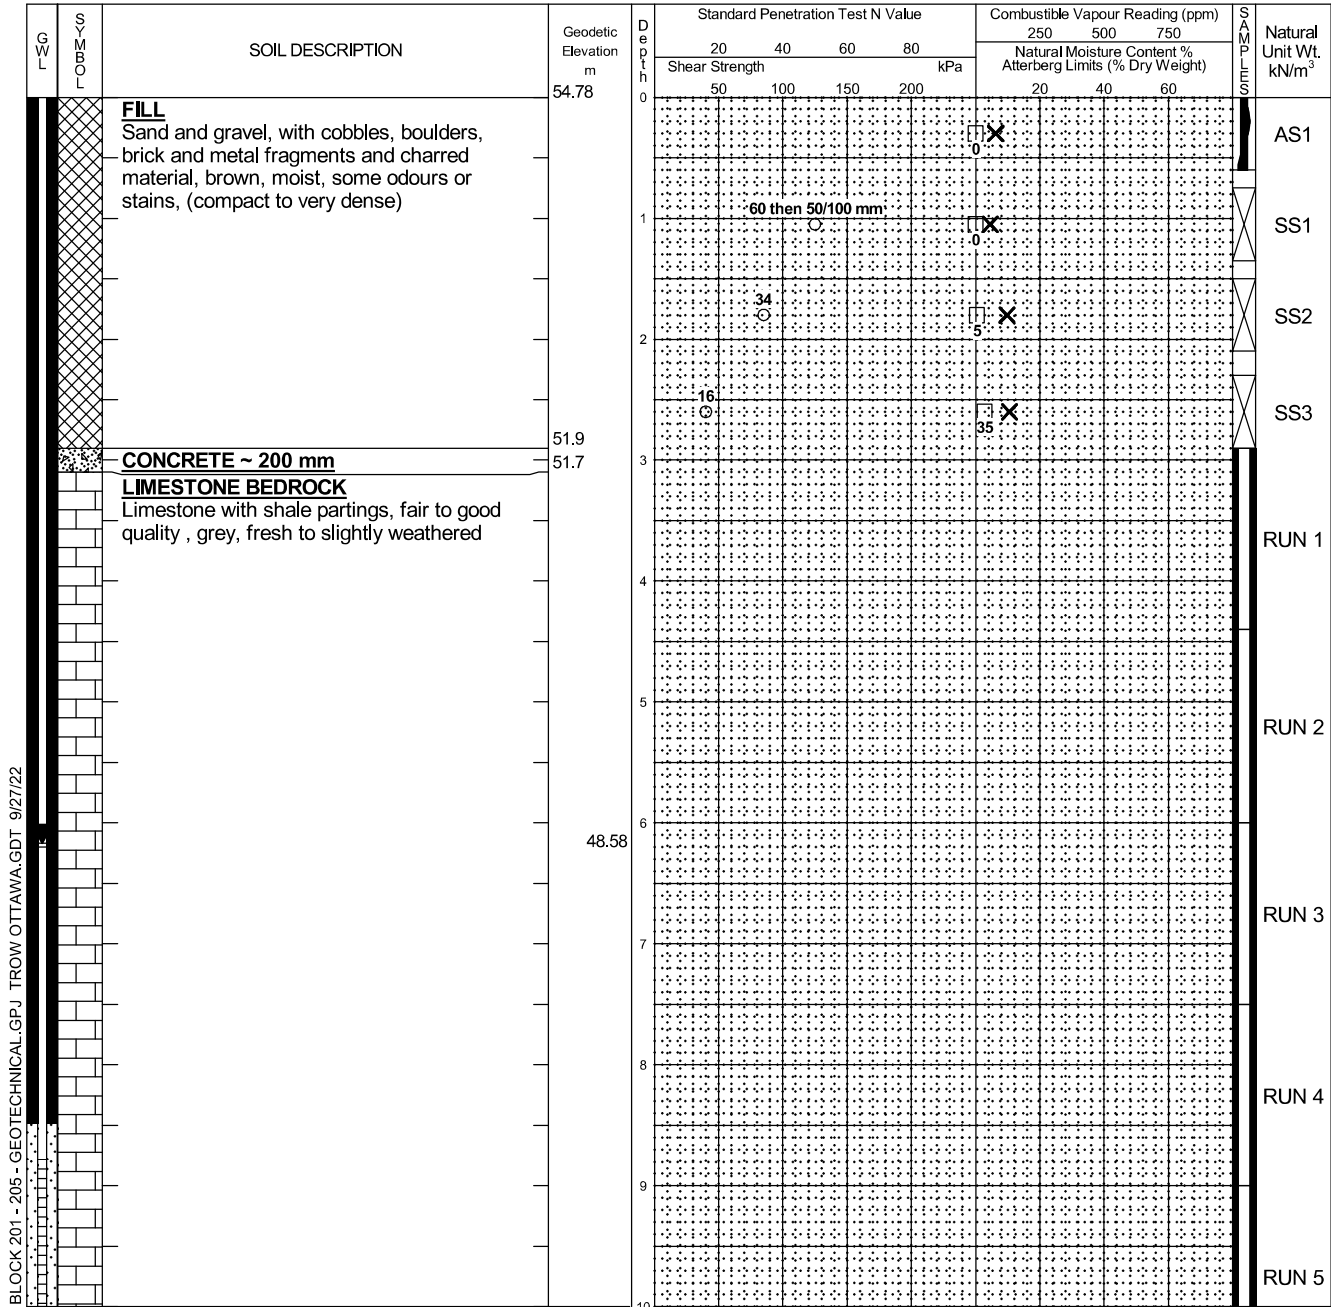 GWL
SYMBOL
SOIL DESCRIPTION
Geodetic
Elevation
m
54.78
Depth
Standard Penetration Test N Value
20 40 60 80
Shear Strength kPa
50 100 150 200
Combustible Vapour Reading (ppm)
250 500 750
Natural Moisture Content %
Atterberg Limits (% Dry Weight)
20 40 60
SAMPLES
Natural
Unit Wt.
kN/m³
0
FILL
Sand and gravel, with cobbles, boulders,
brick and metal fragments and charred
material, brown, moist, some odours or
stains, (compact to very dense)
0
AS1
60 then 50/100 mm
1
0
SS1
34
5
SS2
2
16
35
SS3
51.9
CONCRETE ~ 200 mm
51.7
3
LIMESTONE BEDROCK
Limestone with shale partings, fair to good
quality , grey, fresh to slightly weathered
RUN 1
4
5
RUN 2
6
48.58
RUN 3
7
8
RUN 4
9
RUN 5
10
BLOCK 201 - 205 - GEOTECHNICAL.GPJ TROW OTTAWA.GDT 9/27/22